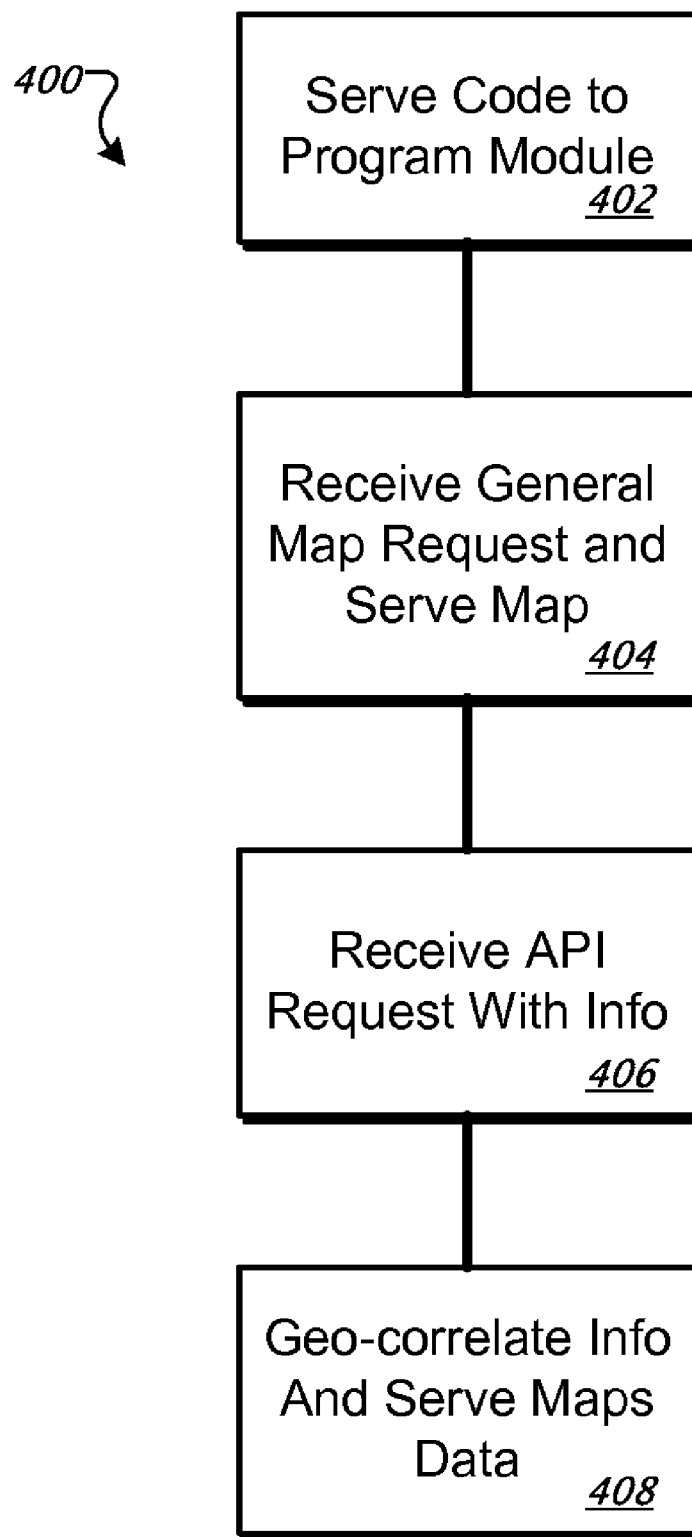 400
Serve Code to
Program Module
402
Receive General
Map Request and
Serve Map
404
Receive API
Request With Info
406
Geo-correlate Info
And Serve Maps
Data
408